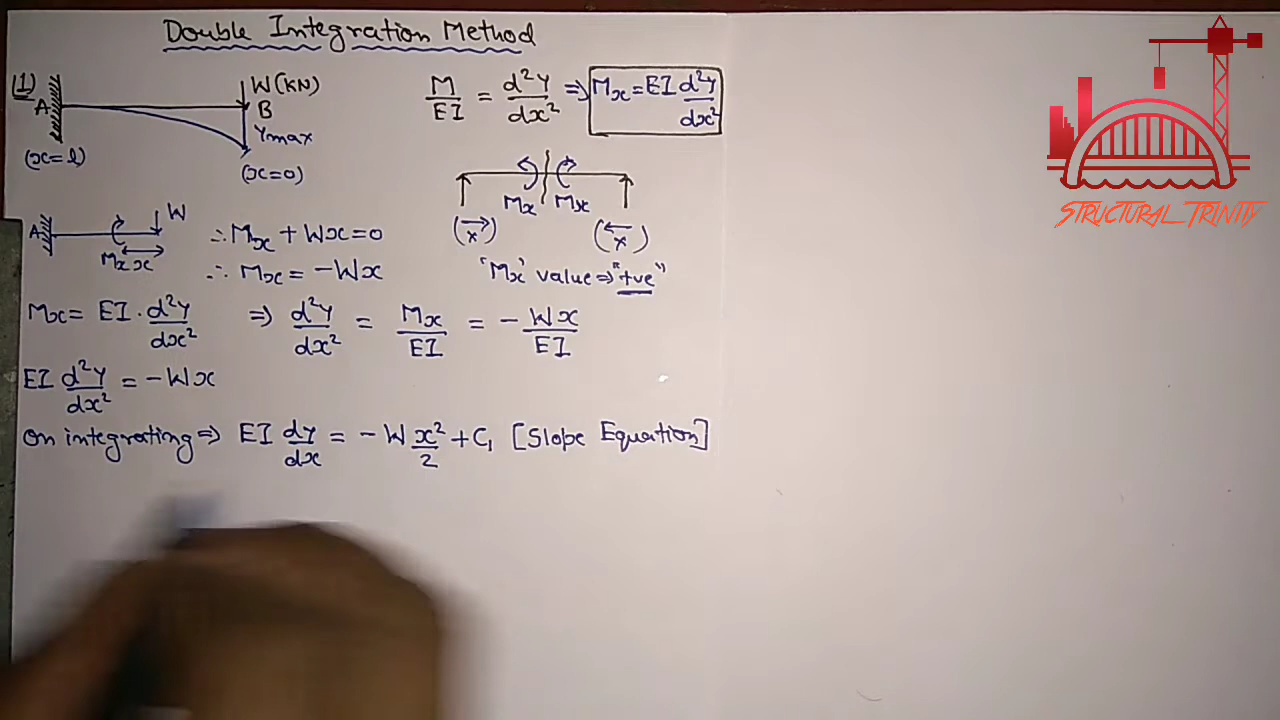 Double Integration Method
(1)
A
W(KN)
B
Ymax
(x=l)
(x=0)
M/EI = d²y/dx² ⇒ Mx = EI d²y/dx²
Mx Mx
(→/x) (←/x)
'Mx' value ⇒ "+ve"
A W
Mx x
∴ Mx + Wx = 0
∴ Mx = -Wx
Mx = EI · d²y/dx² ⇒ d²y/dx² = Mx/EI = - Wx/EI
EI d²y/dx² = -Wx
On integrating ⇒ EI dy/dx = - W x²/2 + C₁ [Slope Equation]
STRUCTURAL_TRINITY